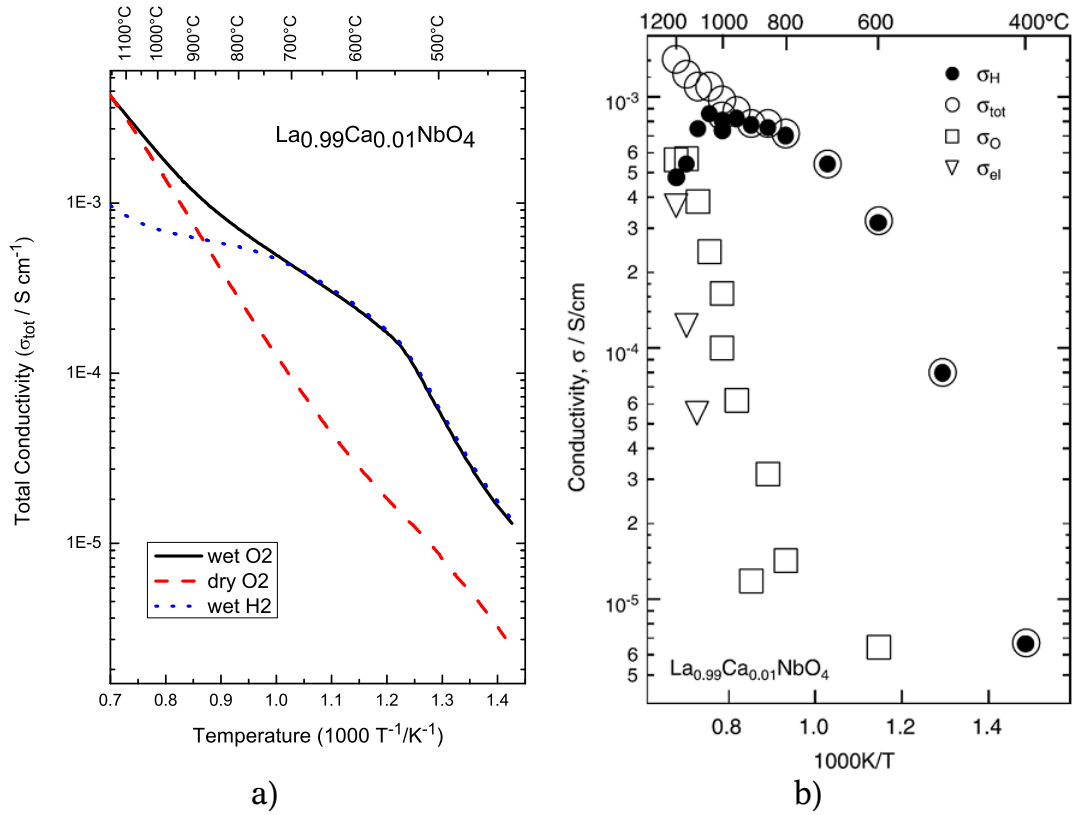 1100°C
1000°C
900°C
800°C
700°C
600°C
500°C
La0.99Ca0.01NbO4
1E-3
1E-4
1E-5
Total Conductivity (σtot / S cm-1)
wet O2
dry O2
wet H2
0.7 0.8 0.9 1.0 1.1 1.2 1.3 1.4
Temperature (1000 T-1/K-1)
a)
1200 1000 800 600 400°C
σH
σtot
σO
σel
10-3
6
5
4
3
2
10-4
6
5
4
3
2
10-5
6
5
Conductivity, σ / S/cm
La0.99Ca0.01NbO4
0.8 1.0 1.2 1.4
1000K/T
b)